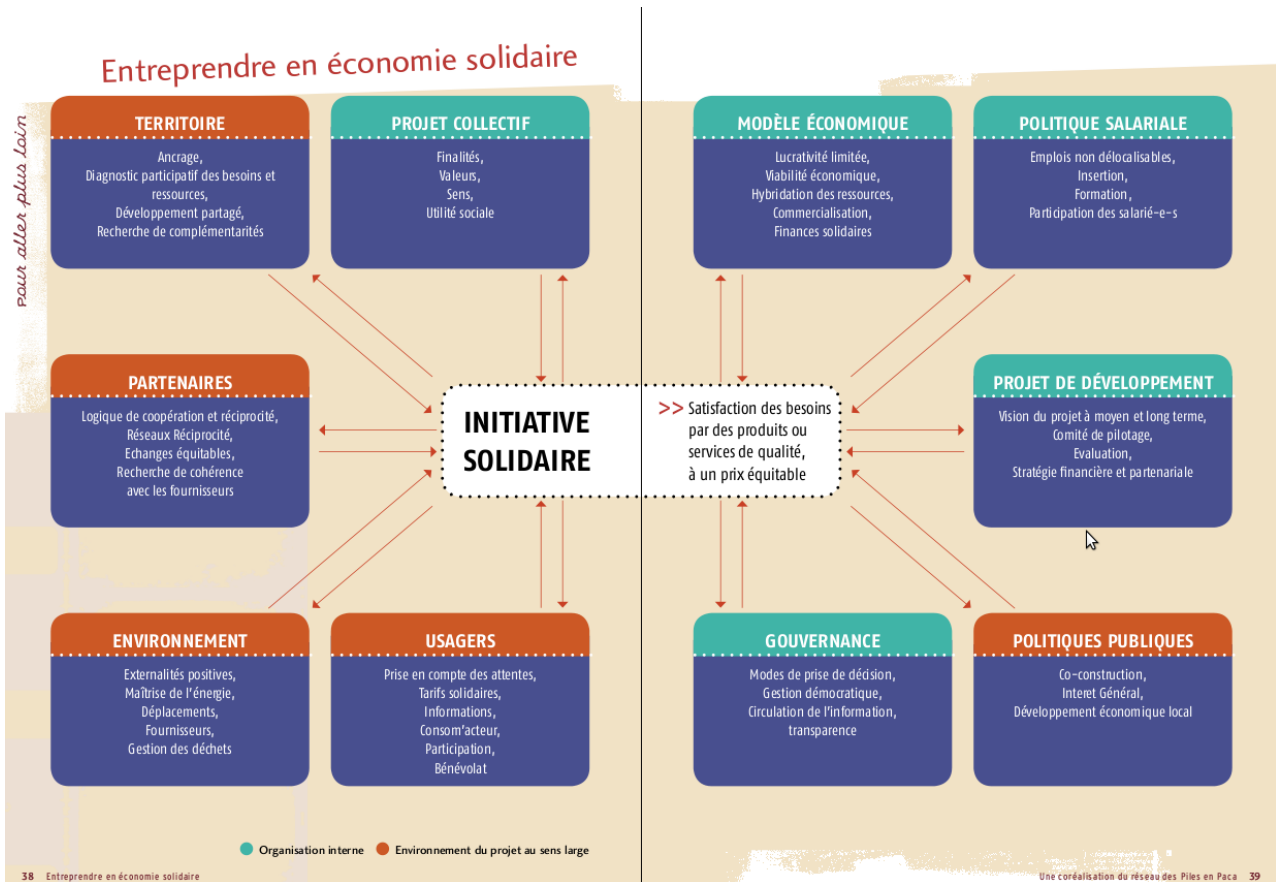 Entreprendre en économie solidaire
pour aller plus loin
TERRITOIRE
Ancrage,
Diagnostic participatif des besoins et
ressources,
Développement partagé,
Recherche de complémentarités
PROJET COLLECTIF
Finalités,
Valeurs,
Sens,
Utilité sociale
MODÈLE ÉCONOMIQUE
Lucrativité limitée,
Viabilité économique,
Hybridation des ressources,
Commercialisation,
Finances solidaires
POLITIQUE SALARIALE
Emplois non délocalisables,
Insertion,
Formation,
Participation des salarié-e-s
PARTENAIRES
Logique de coopération et réciprocité,
Réseaux Réciprocité,
Echanges équitables,
Recherche de cohérence
avec les fournisseurs
INITIATIVE
SOLIDAIRE
>> Satisfaction des besoins
par des produits ou
services de qualité,
à un prix équitable
PROJET DE DÉVELOPPEMENT
Vision du projet à moyen et long terme,
Comité de pilotage,
Evaluation,
Stratégie financière et partenariale
ENVIRONNEMENT
Externalités positives,
Maîtrise de l'énergie,
Déplacements,
Fournisseurs,
Gestion des déchets
USAGERS
Prise en compte des attentes,
Tarifs solidaires,
Informations,
Consom'acteur,
Participation,
Bénévolat
GOUVERNANCE
Modes de prise de décision,
Gestion démocratique,
Circulation de l'information,
transparence
POLITIQUES PUBLIQUES
Co-construction,
Interet Général,
Développement économique local
Organisation interne
Environnement du projet au sens large
38 Entreprendre en économie solidaire
Une coréalisation du réseau des Piles en Paca 39